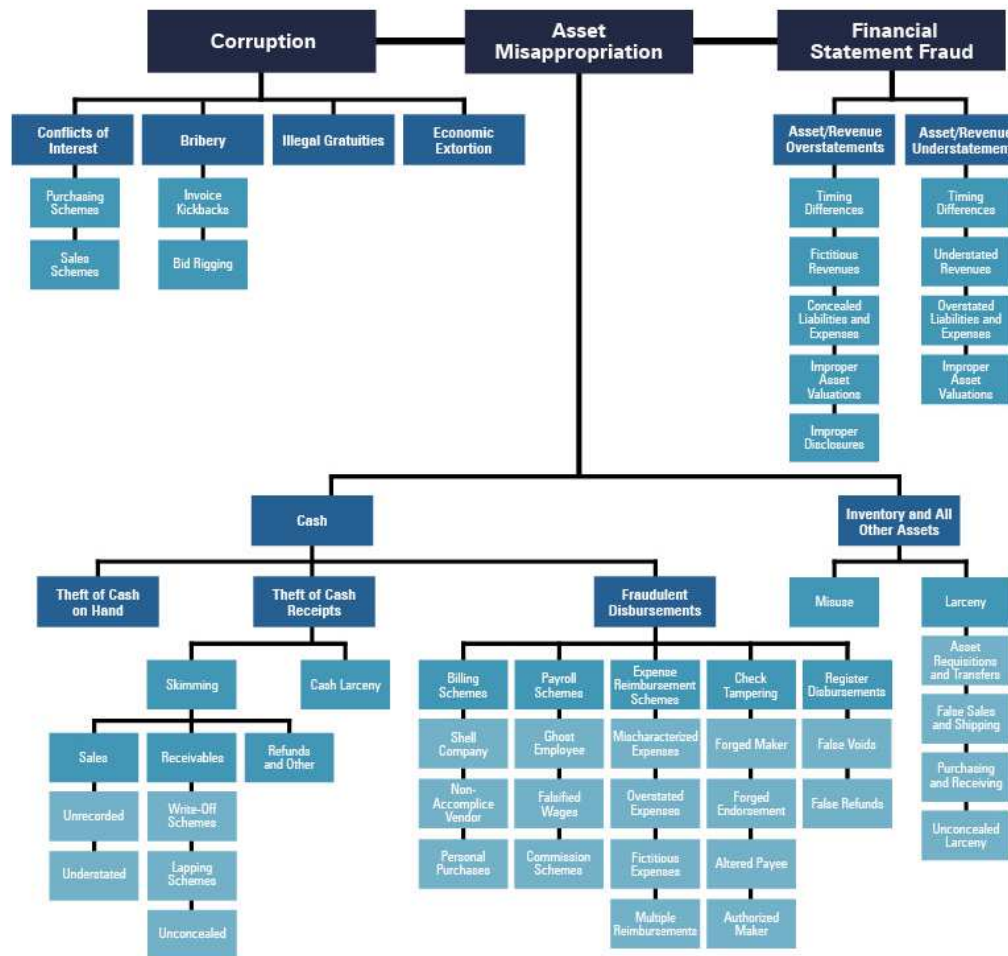 Corruption
Asset
Misappropriation
Financial
Statement Fraud
Conflicts of
Interest
Bribery
Illegal Gratuities
Economic
Extortion
Asset/Revenue
Overstatements
Asset/Revenue
Understatement
Purchasing
Schemes
Invoice
Kickbacks
Timing
Differences
Timing
Differences
Sales
Schemes
Bid Rigging
Fictitious
Revenues
Understated
Revenues
Concealed
Liabilities and
Expenses
Overstated
Liabilities and
Expenses
Improper
Asset
Valuations
Improper
Asset
Valuations
Improper
Disclosures
Cash
Inventory and All
Other Assets
Theft of Cash
on Hand
Theft of Cash
Receipts
Fraudulent
Disbursements
Misuse
Larceny
Skimming
Cash Larceny
Billing Schemes
Payroll
Schemes
Expense
Reimbursement
Schemes
Check
Tampering
Register
Disbursements
Asset
Requisitions
and Transfers
Sales
Receivables
Refunds
and Other
Shell
Company
Ghost
Employee
Mischaracterized
Expenses
Forged Maker
False Voids
False Sales
and Shipping
Unrecorded
Write-Off
Schemes
Non-
Accomplice
Vendor
Falsified
Wages
Overstated
Expenses
Forged
Endorsement
False Refunds
Purchasing
and Receiving
Understated
Lapping
Schemes
Personal
Purchases
Commission
Schemes
Fictitious
Expenses
Altered Payee
Unconcealed
Larceny
Unconcealed
Multiple
Reimbursements
Authorized
Maker